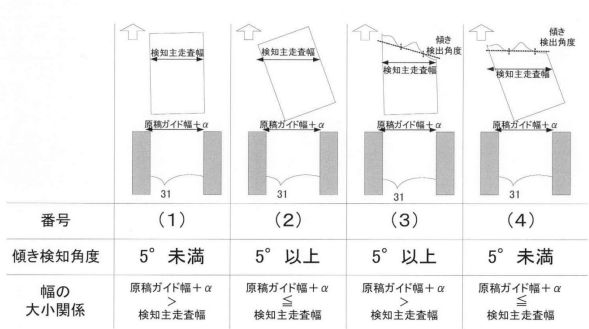 検知主走査幅
原稿ガイド幅+α
31
検知主走査幅
原稿ガイド幅+α
31
傾き
検出角度
検知主走査幅
原稿ガイド幅+α
31
傾き
検出角度
検知主走査幅
原稿ガイド幅+α
31
番号 (1) (2) (3) (4)
傾き検知角度 5°未満 5°以上 5°以上 5°未満
幅の
大小関係
原稿ガイド幅+α
>
検知主走査幅
原稿ガイド幅+α
≦
検知主走査幅
原稿ガイド幅+α
>
検知主走査幅
原稿ガイド幅+α
≦
検知主走査幅